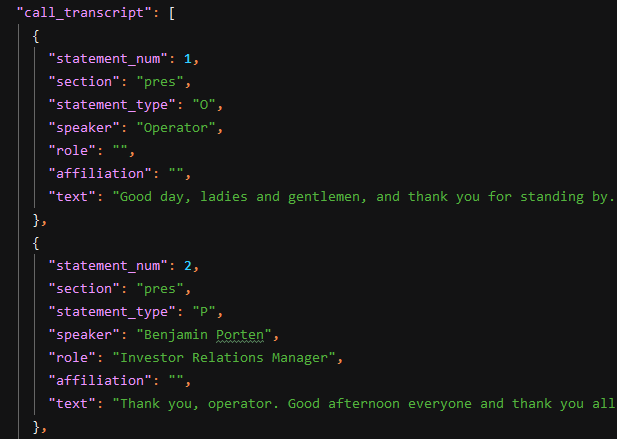 "call_transcript": [
{
"statement_num": 1,
"section": "pres",
"statement_type": "O",
"speaker": "Operator",
"role": "",
"affiliation": "",
"text": "Good day, ladies and gentlemen, and thank you for standing by.
},
{
"statement_num": 2,
"section": "pres",
"statement_type": "P",
"speaker": "Benjamin Porten",
"role": "Investor Relations Manager",
"affiliation": "",
"text": "Thank you, operator. Good afternoon everyone and thank you all
},